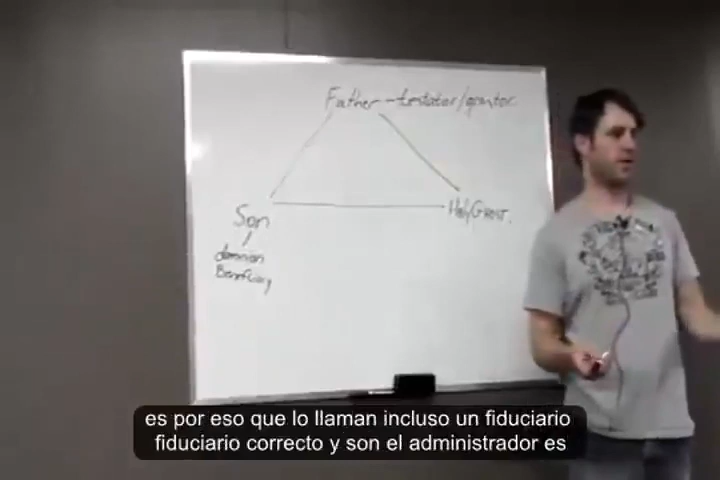 Father - testator/grantor
Son
Holy Ghost.
dominion
Beneficiary
es por eso que lo llaman incluso un fiduciario
fiduciario correcto y son el administrador es